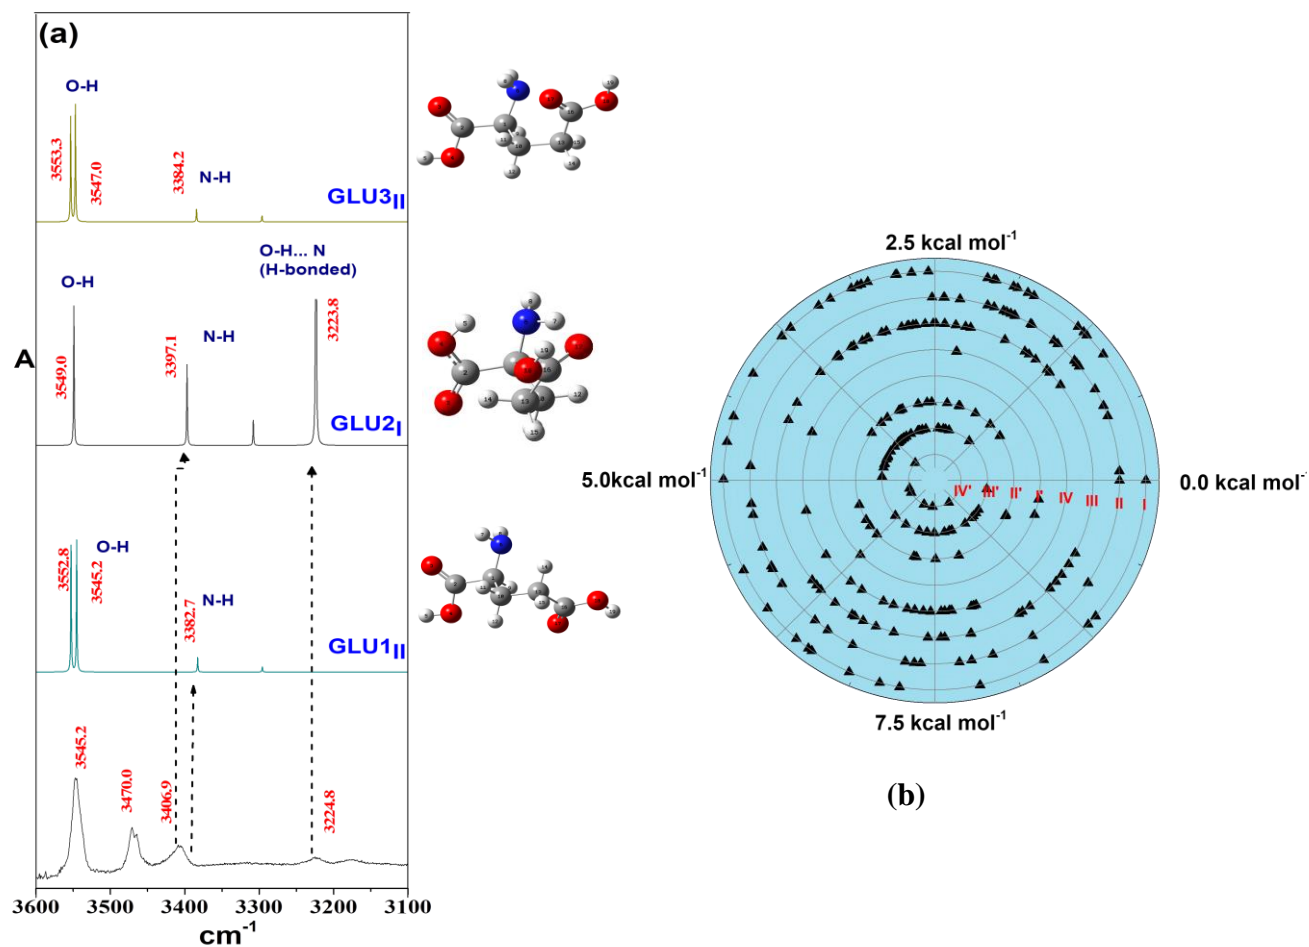 (a)
O-H
3553.3
3547.0
3384.2
N-H
GLU3II
O-H... N
(H-bonded)
O-H
3549.0
3397.1
N-H
3223.8
GLU2I
A
O-H
3552.8
3545.2
3382.7
N-H
GLU1II
3545.2
3470.0
3406.9
3224.8
3600 3500 3400 3300 3200 3100
cm-1
2.5 kcal mol-1
5.0kcal mol-1
0.0 kcal mol-1
IV' III' II' I' IV III II I
7.5 kcal mol-1
(b)